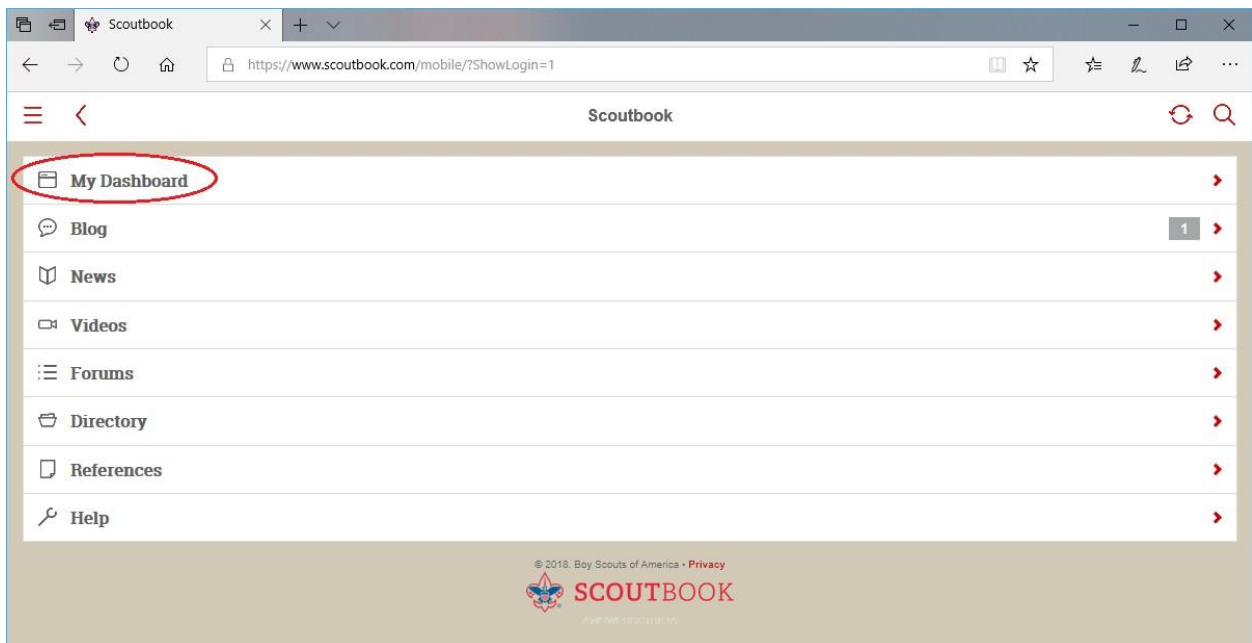 Scoutbook
https://www.scoutbook.com/mobile/?ShowLogin=1
Scoutbook
My Dashboard
Blog 1
News
Videos
Forums
Directory
References
Help
© 2018. Boy Scouts of America • Privacy
SCOUTBOOK